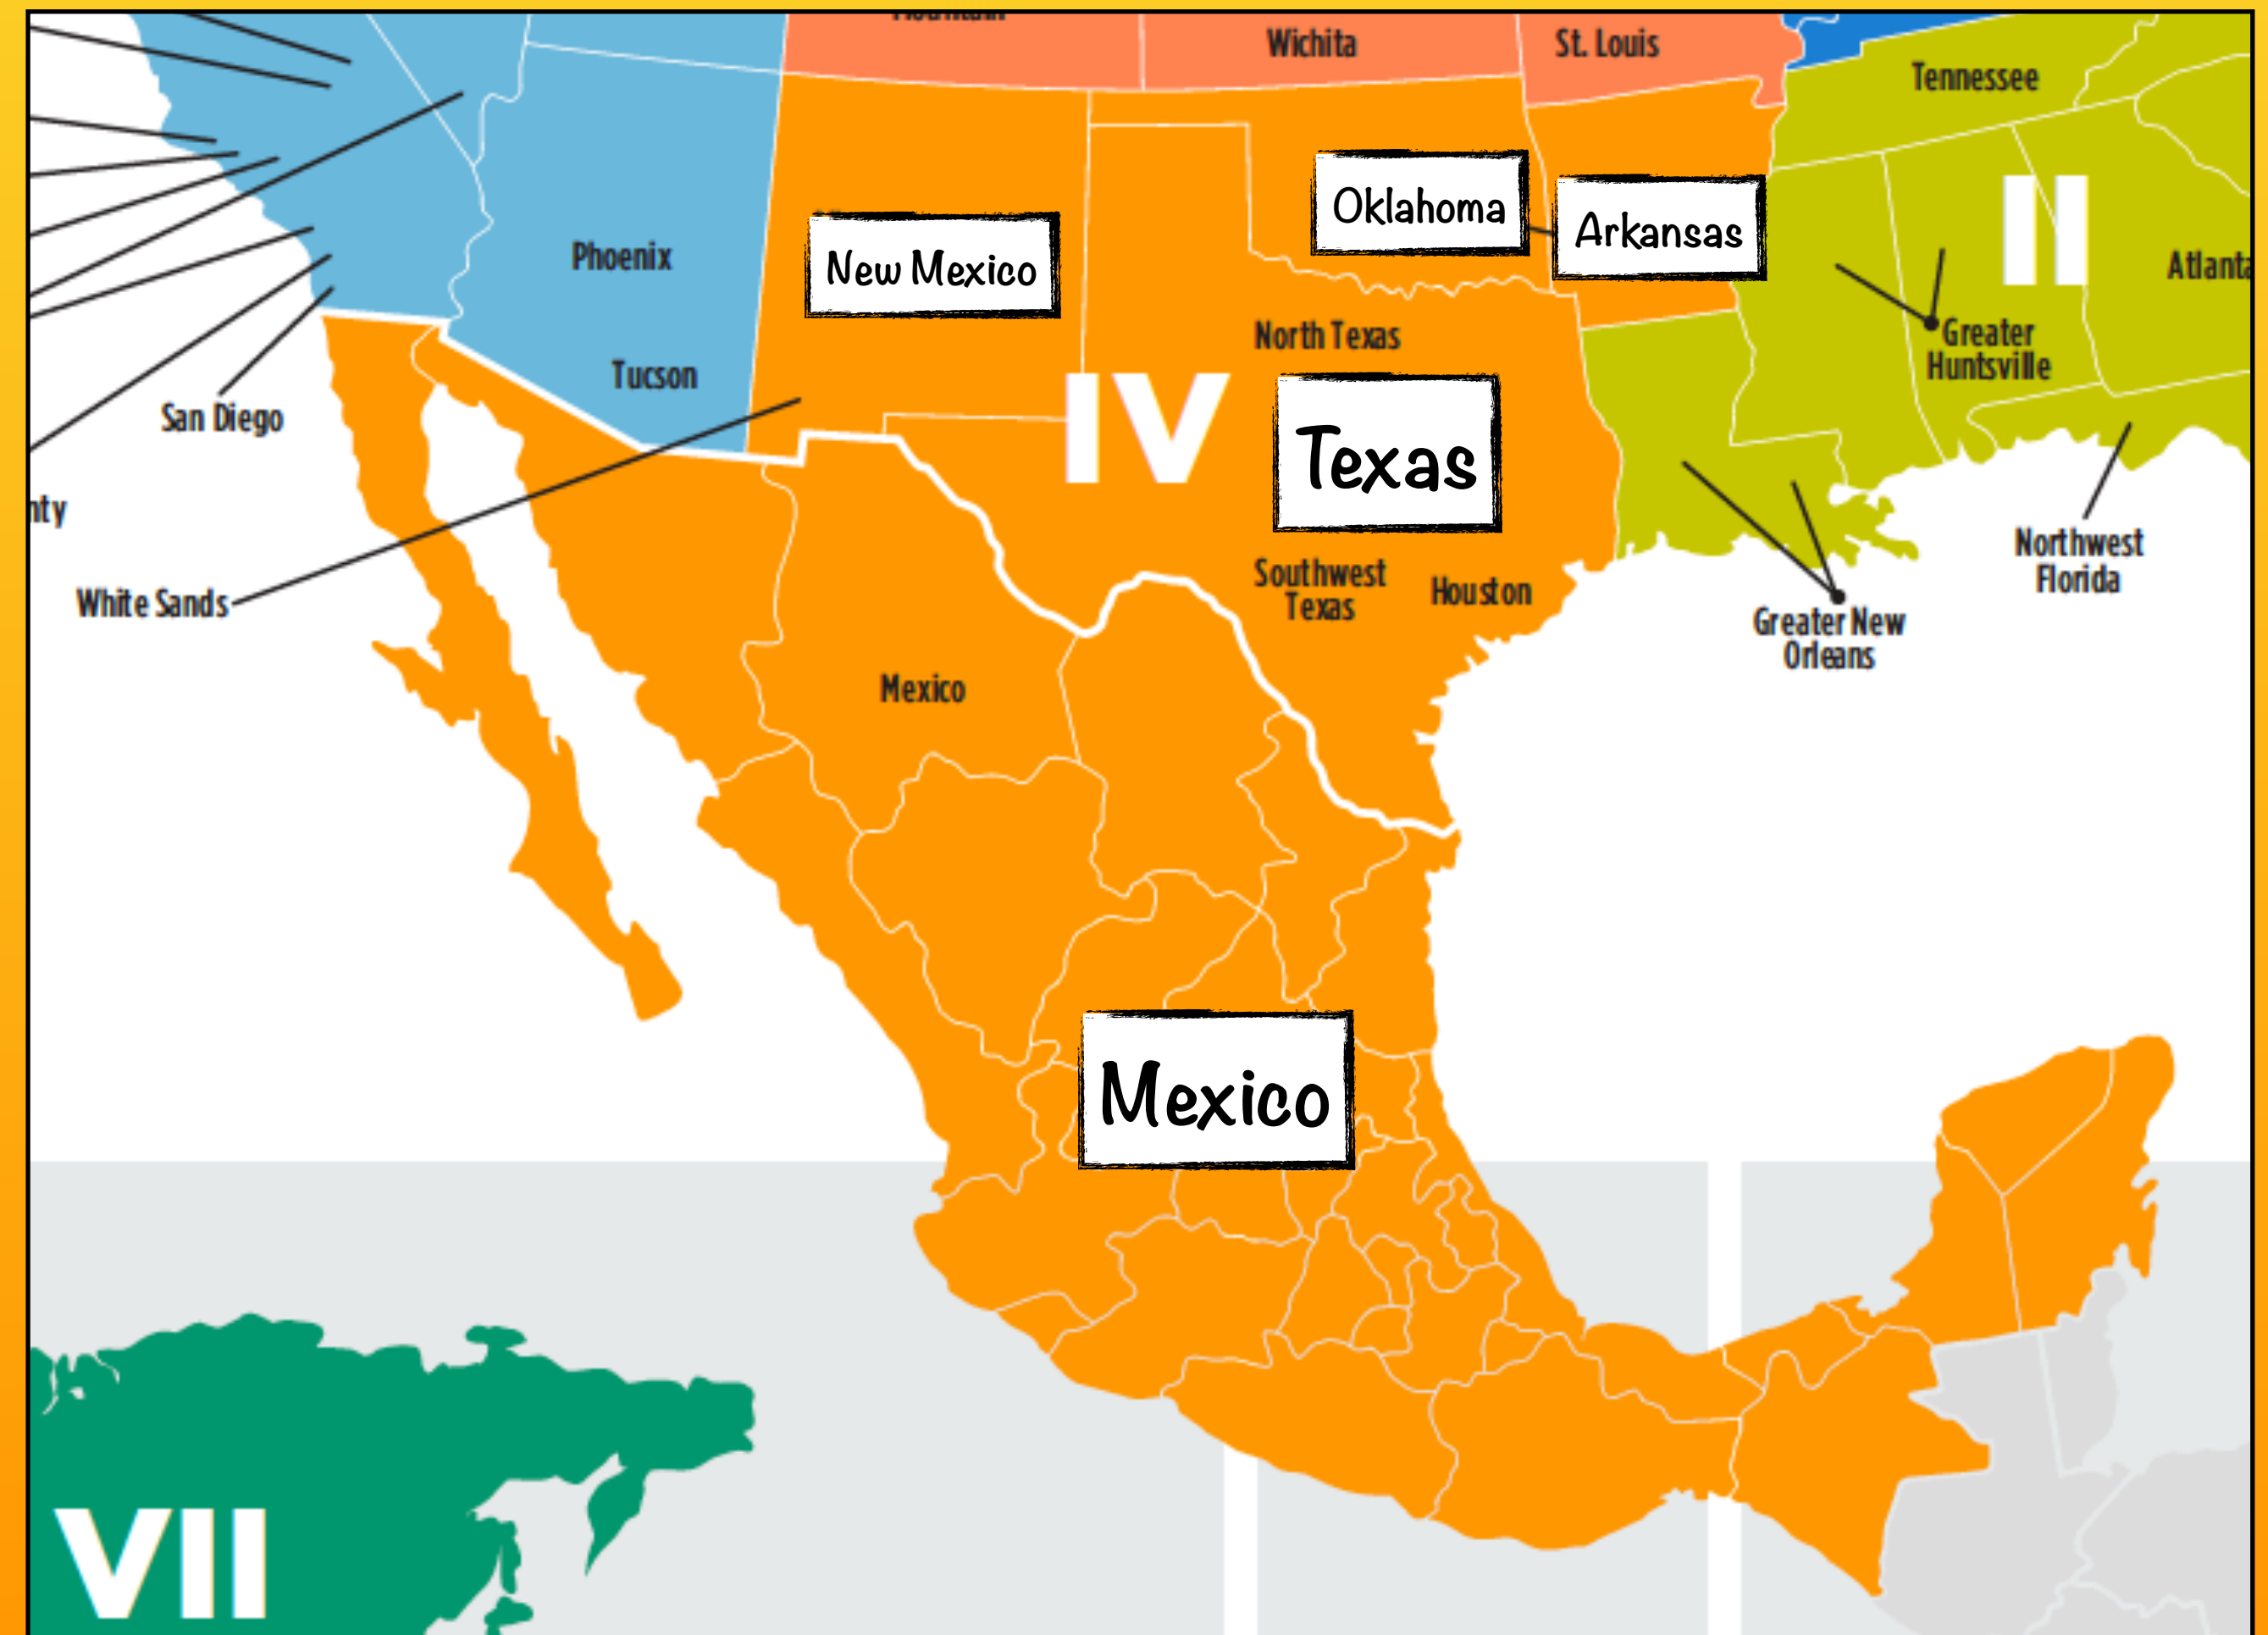 Wichita
St. Louis
Tennessee
Oklahoma
Arkansas
II
Phoenix
New Mexico
Atlanta
North Texas
Greater
Huntsville
Tucson
San Diego
IV
Texas
nty
Northwest
Florida
Southwest
Texas
Houston
White Sands
Greater New
Orleans
Mexico
Mexico
VII